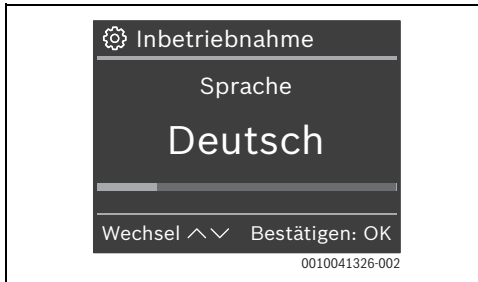 Inbetriebnahme
Sprache
Deutsch
Wechsel Bestätigen: OK
0010041326-002